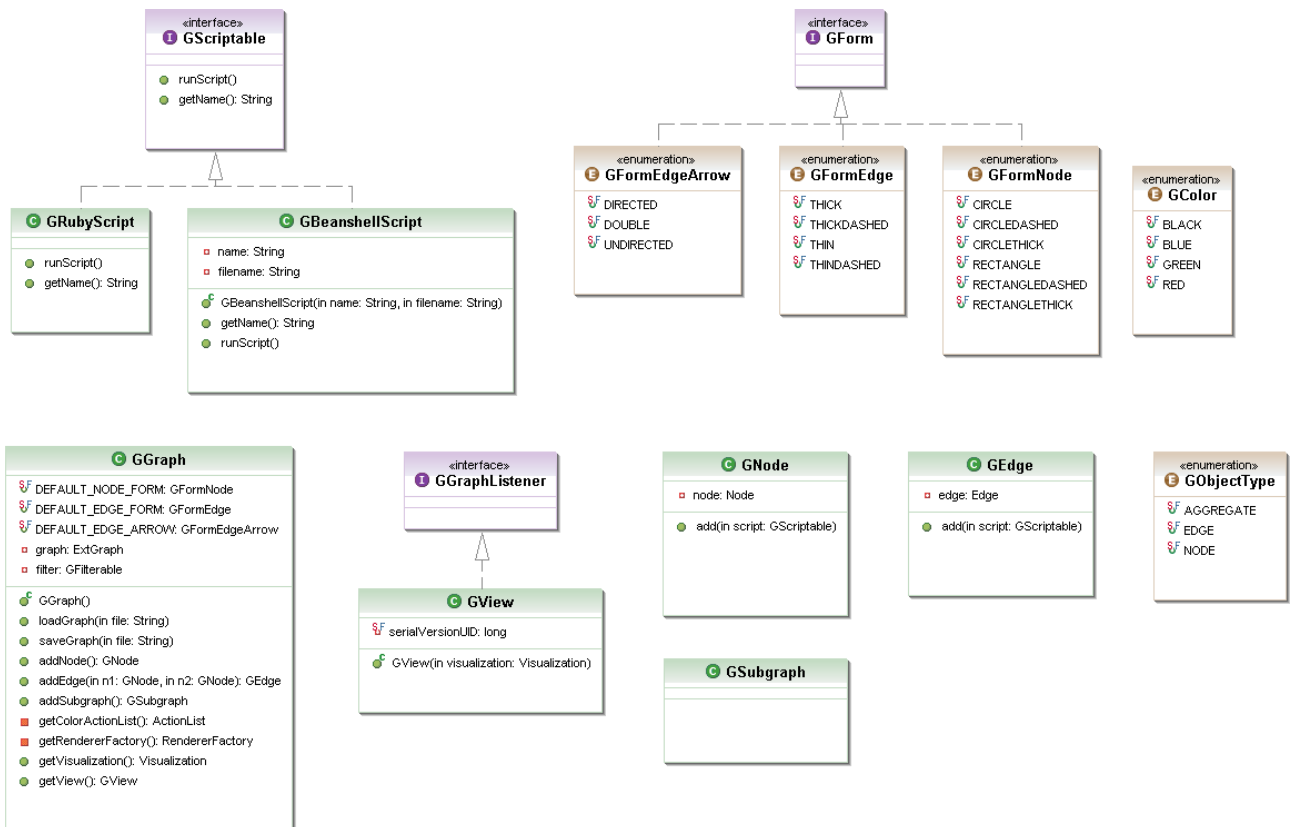 «interface»
GScriptable
runScript()
getName(): String
«interface»
GForm
GRubyScript
runScript()
getName(): String
GBeanshellScript
name: String
filename: String
GBeanshellScript(in name: String, in filename: String)
getName(): String
runScript()
«enumeration»
GFormEdgeArrow
DIRECTED
DOUBLE
UNDIRECTED
«enumeration»
GFormEdge
THICK
THICKDASHED
THIN
THINDASHED
«enumeration»
GFormNode
CIRCLE
CIRCLEDASHED
CIRCLETHICK
RECTANGLE
RECTANGLEDASHED
RECTANGLETHICK
«enumeration»
GColor
BLACK
BLUE
GREEN
RED
GGraph
DEFAULT_NODE_FORM: GFormNode
DEFAULT_EDGE_FORM: GFormEdge
DEFAULT_EDGE_ARROW: GFormEdgeArrow
graph: ExtGraph
filter: GFilterable
GGraph()
loadGraph(in file: String)
saveGraph(in file: String)
addNode(): GNode
addEdge(in n1: GNode, in n2: GNode): GEdge
addSubgraph(): GSubgraph
getColorActionList(): ActionList
getRendererFactory(): RendererFactory
getVisualization(): Visualization
getView(): GView
«interface»
GGraphListener
GView
serialVersionUID: long
GView(in visualization: Visualization)
GNode
node: Node
add(in script: GScriptable)
GSubgraph
GEdge
edge: Edge
add(in script: GScriptable)
«enumeration»
GObjectType
AGGREGATE
EDGE
NODE